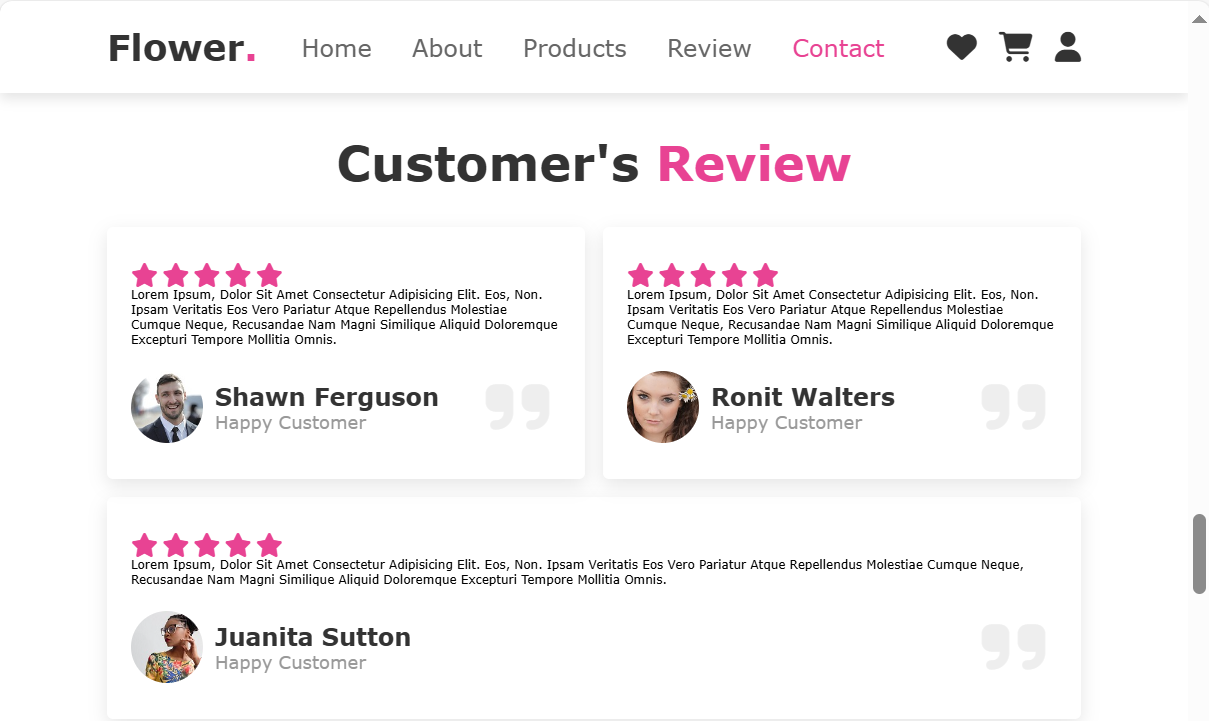 Flower.
Home
About
Products
Review
Contact
Customer's Review
Lorem Ipsum, Dolor Sit Amet Consectetur Adipisicing Elit. Eos, Non.
Ipsam Veritatis Eos Vero Pariatur Atque Repellendus Molestiae
Cumque Neque, Recusandae Nam Magni Similique Aliquid Doloremque
Excepturi Tempore Mollitia Omnis.
Shawn Ferguson
Happy Customer
Lorem Ipsum, Dolor Sit Amet Consectetur Adipisicing Elit. Eos, Non.
Ipsam Veritatis Eos Vero Pariatur Atque Repellendus Molestiae
Cumque Neque, Recusandae Nam Magni Similique Aliquid Doloremque
Excepturi Tempore Mollitia Omnis.
Ronit Walters
Happy Customer
Lorem Ipsum, Dolor Sit Amet Consectetur Adipisicing Elit. Eos, Non. Ipsam Veritatis Eos Vero Pariatur Atque Repellendus Molestiae Cumque Neque,
Recusandae Nam Magni Similique Aliquid Doloremque Excepturi Tempore Mollitia Omnis.
Juanita Sutton
Happy Customer